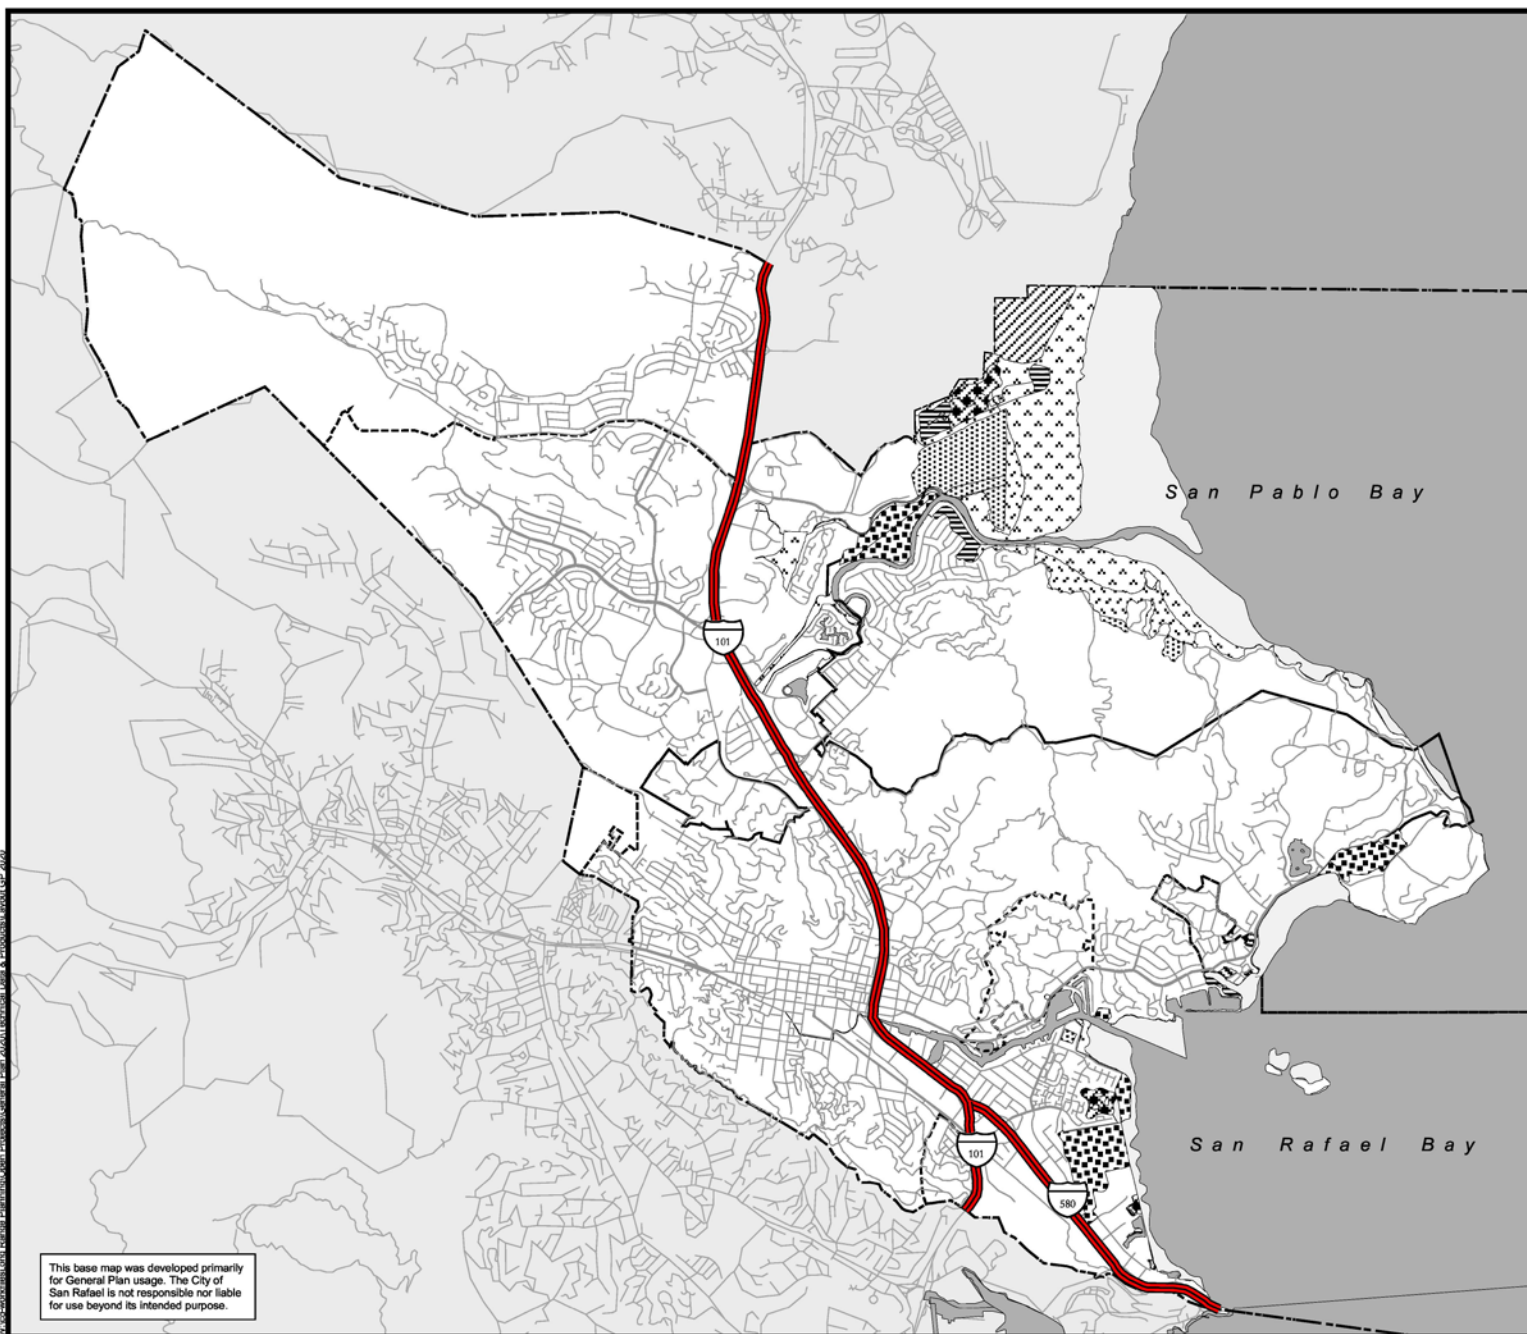 San Pablo Bay
101
San Rafael Bay
101
580
This base map was developed primarily
for General Plan usage. The City of
San Rafael is not responsible nor liable
for use beyond its intended purpose.